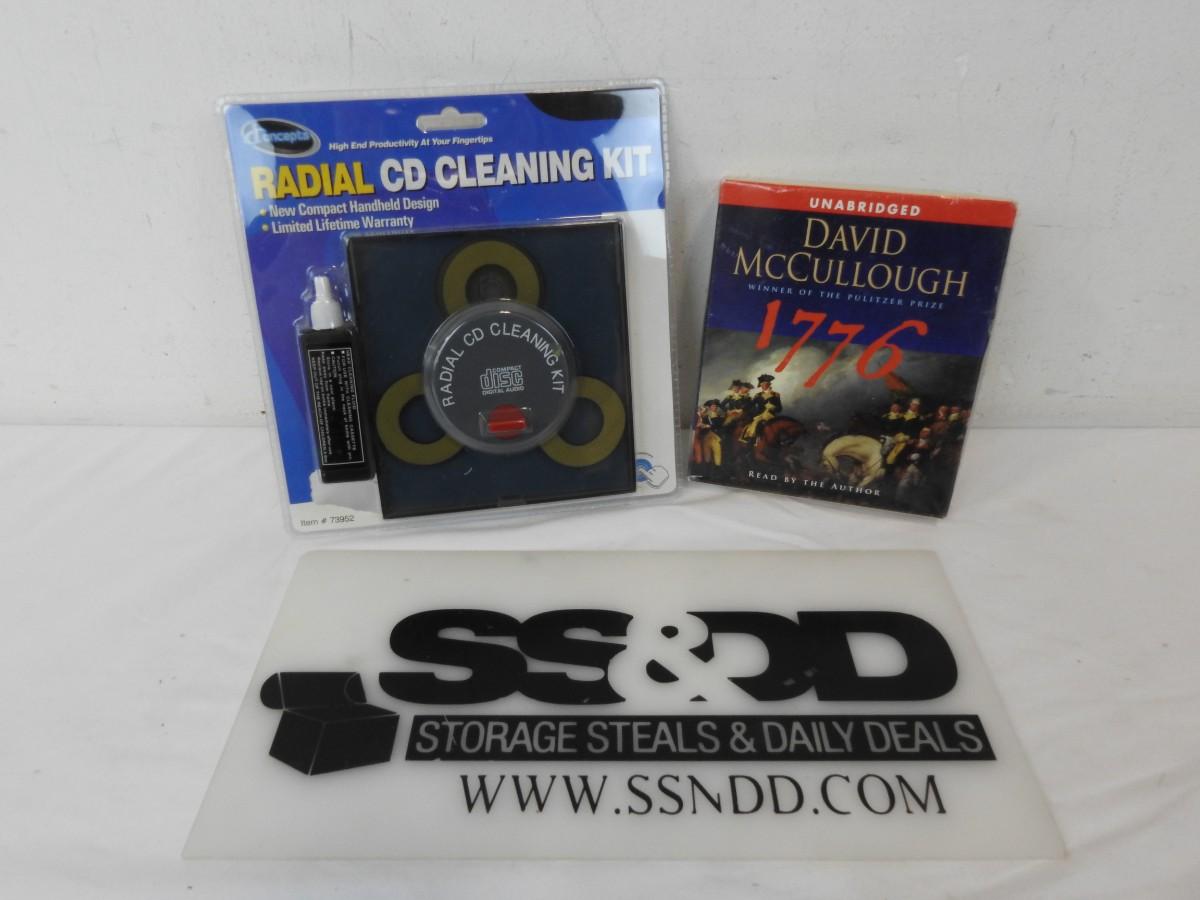 concepts
High End Productivity At Your Fingertips
RADIAL CD CLEANING KIT
• New Compact Handheld Design
• Limited Lifetime Warranty
RADIAL CD CLEANING KIT
COMPACT
disc
DIGITAL AUDIO
Item # 73952
UNABRIDGED
DAVID
MCCULLOUGH
WINNER OF THE PULITZER PRIZE
1776
READ BY THE AUTHOR
SS&DD
STORAGE STEALS & DAILY DEALS
WWW.SSNDD.COM